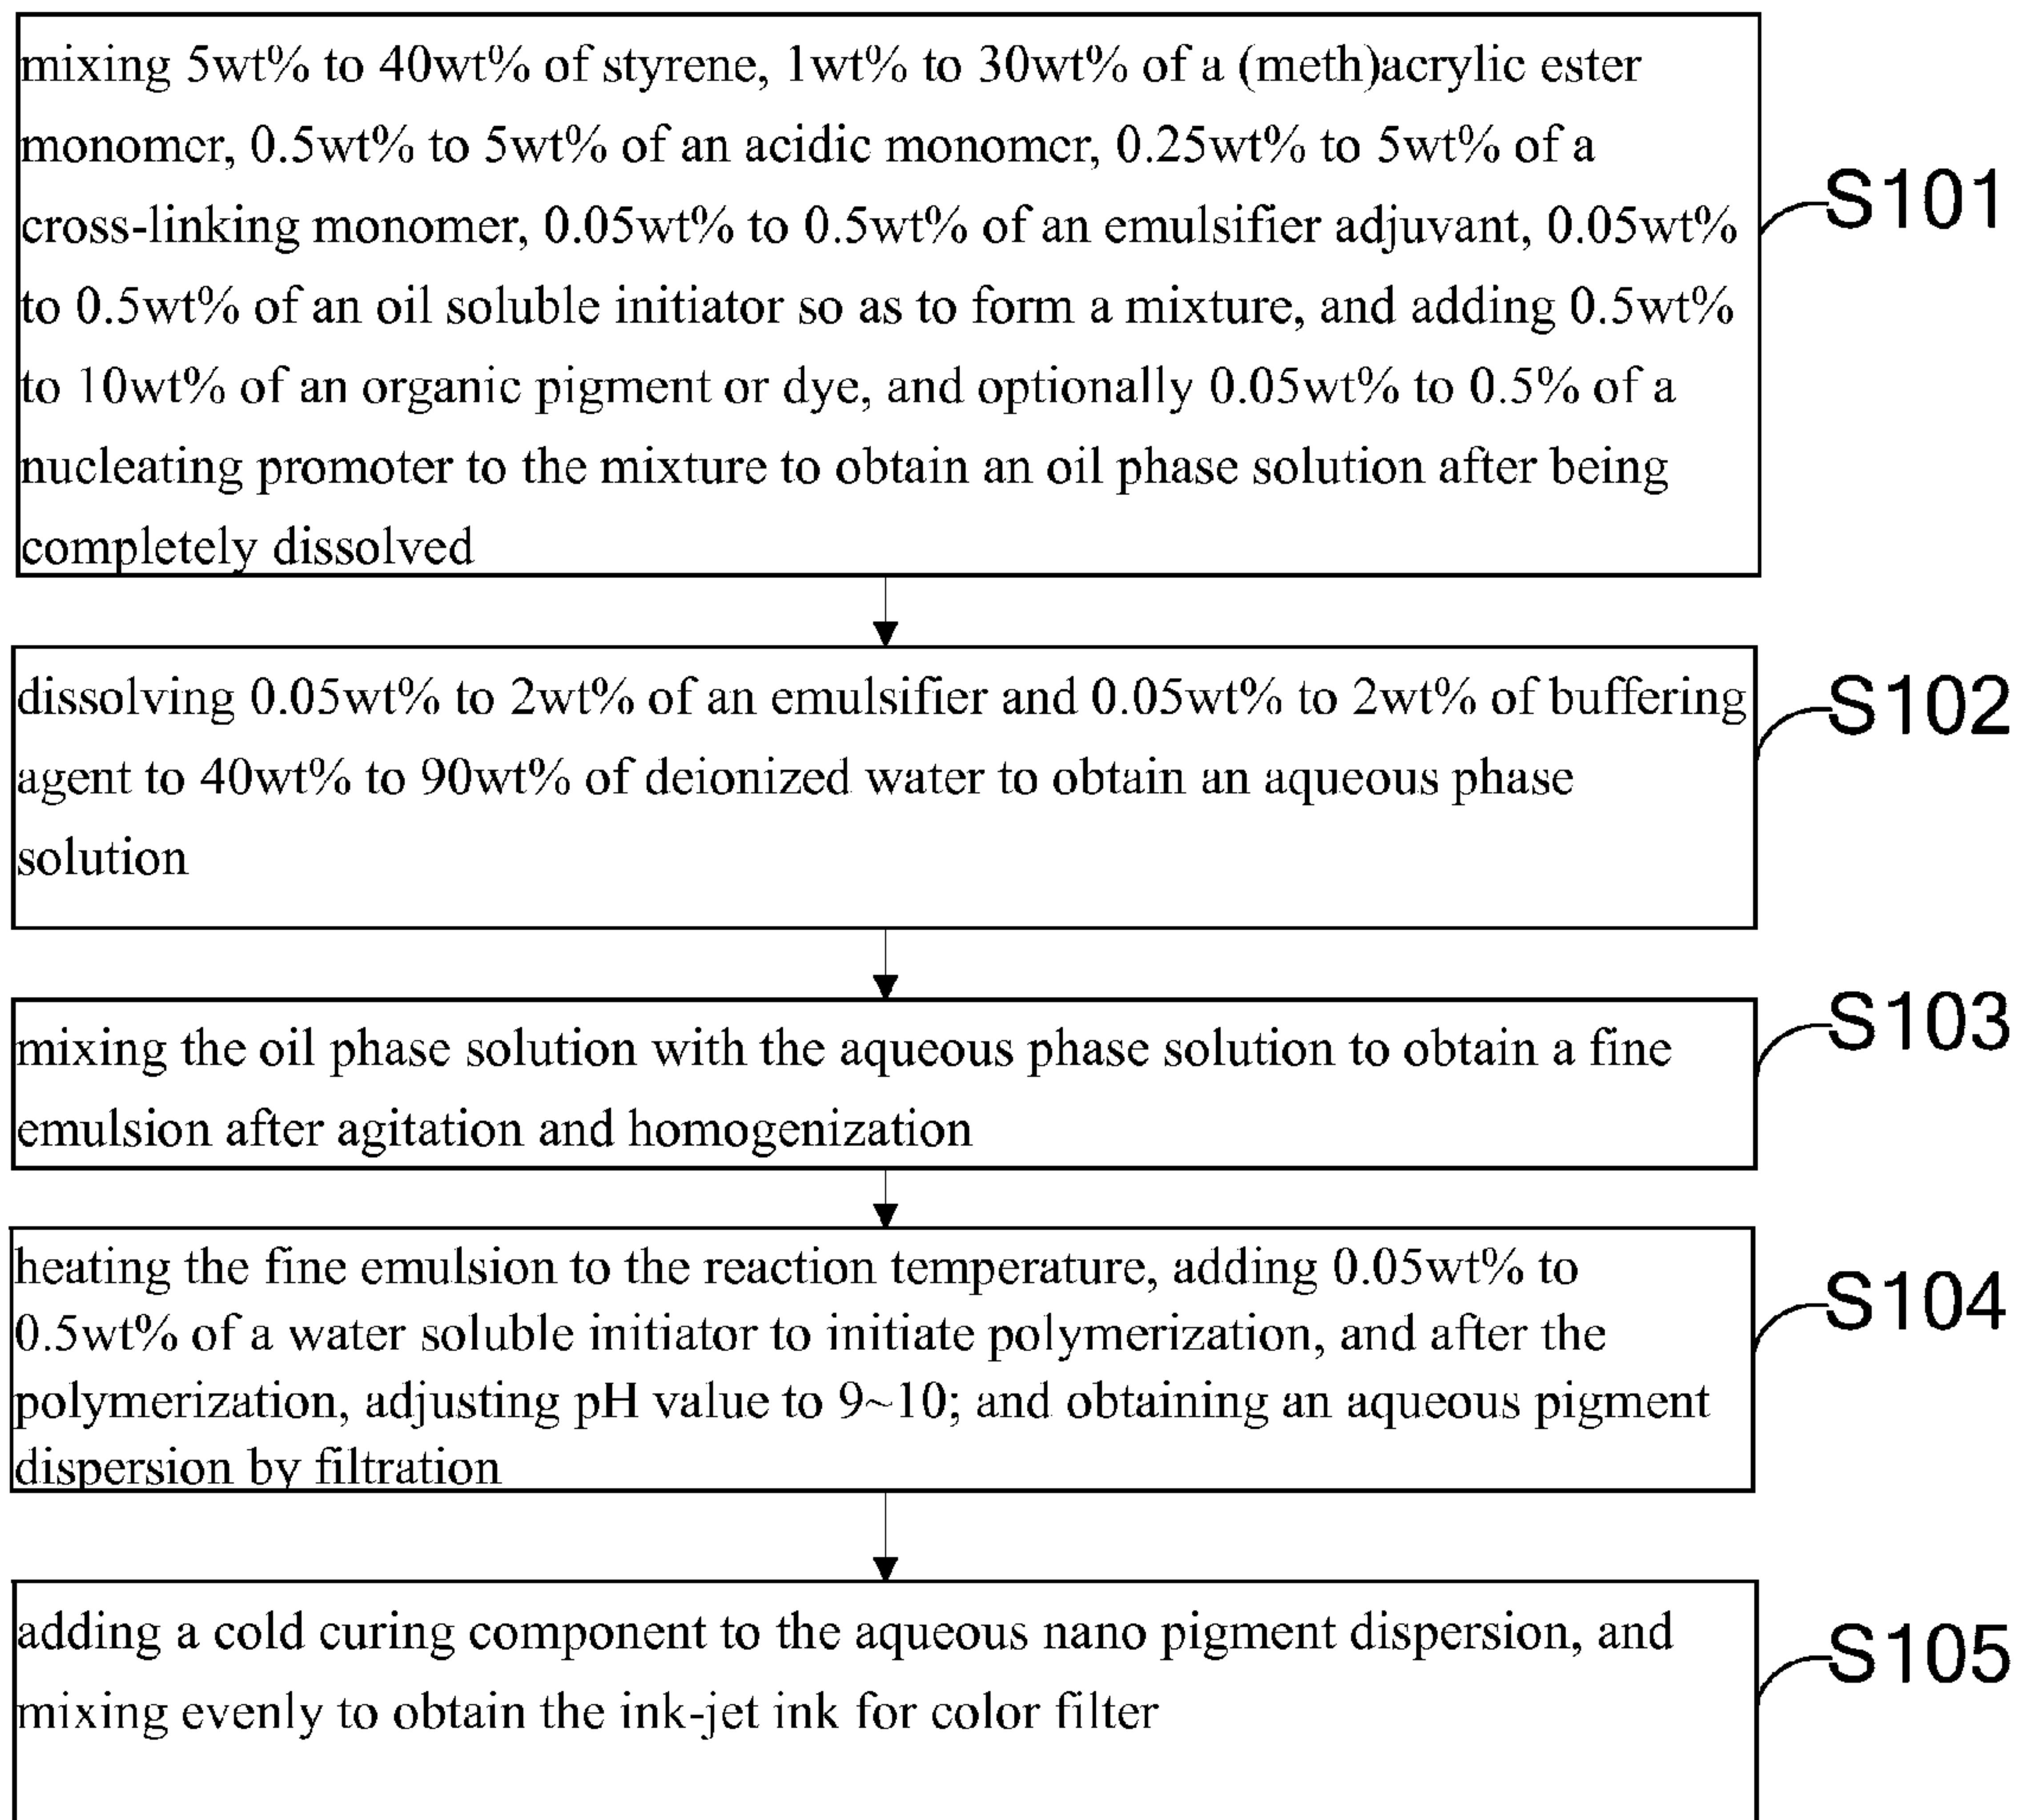 mixing 5wt% to 40wt% of styrene, 1wt% to 30wt% of a (meth)acrylic ester
monomer, 0.5wt% to 5wt% of an acidic monomer, 0.25wt% to 5wt% of a
cross-linking monomer, 0.05wt% to 0.5wt% of an emulsifier adjuvant, 0.05wt%
to 0.5wt% of an oil soluble initiator so as to form a mixture, and adding 0.5wt%
to 10wt% of an organic pigment or dye, and optionally 0.05wt% to 0.5% of a
nucleating promoter to the mixture to obtain an oil phase solution after being
completely dissolved
S101
dissolving 0.05wt% to 2wt% of an emulsifier and 0.05wt% to 2wt% of buffering
agent to 40wt% to 90wt% of deionized water to obtain an aqueous phase
solution
S102
mixing the oil phase solution with the aqueous phase solution to obtain a fine
emulsion after agitation and homogenization
S103
heating the fine emulsion to the reaction temperature, adding 0.05wt% to
0.5wt% of a water soluble initiator to initiate polymerization, and after the
polymerization, adjusting pH value to 9~10; and obtaining an aqueous pigment
dispersion by filtration
S104
adding a cold curing component to the aqueous nano pigment dispersion, and
mixing evenly to obtain the ink-jet ink for color filter
S105